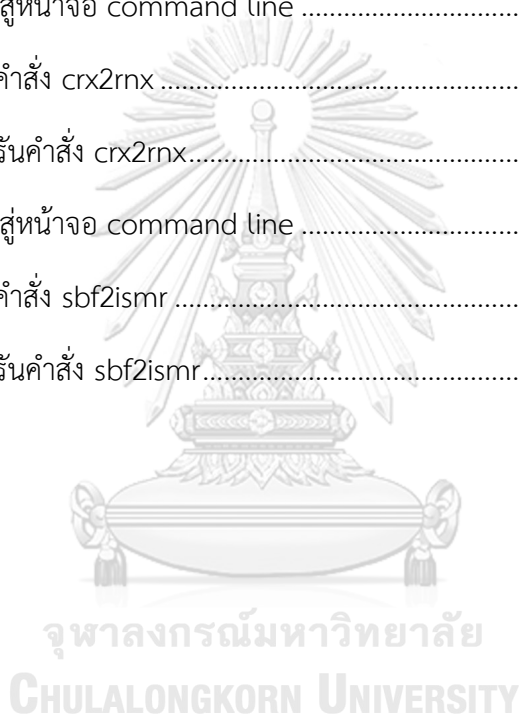 สู่หน้าจอ command line ................................
คำสั่ง crx2rnx ......................................................
รันคำสั่ง crx2rnx..................................................
สู่หน้าจอ command line ................................
คำสั่ง sbf2ismr ...................................................
รันคำสั่ง sbf2ismr...............................................
จุฬาลงกรณ์มหาวิทยาลัย
CHULALONGKORN UNIVERSITY